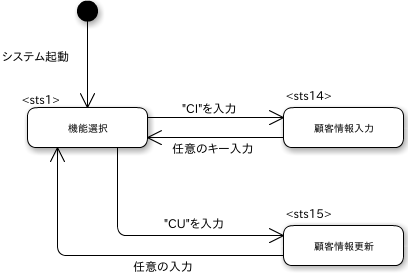 システム起動
<sts1>
機能選択
"CI"を入力
<sts14>
顧客情報入力
任意のキー入力
"CU"を入力
<sts15>
顧客情報更新
任意の入力